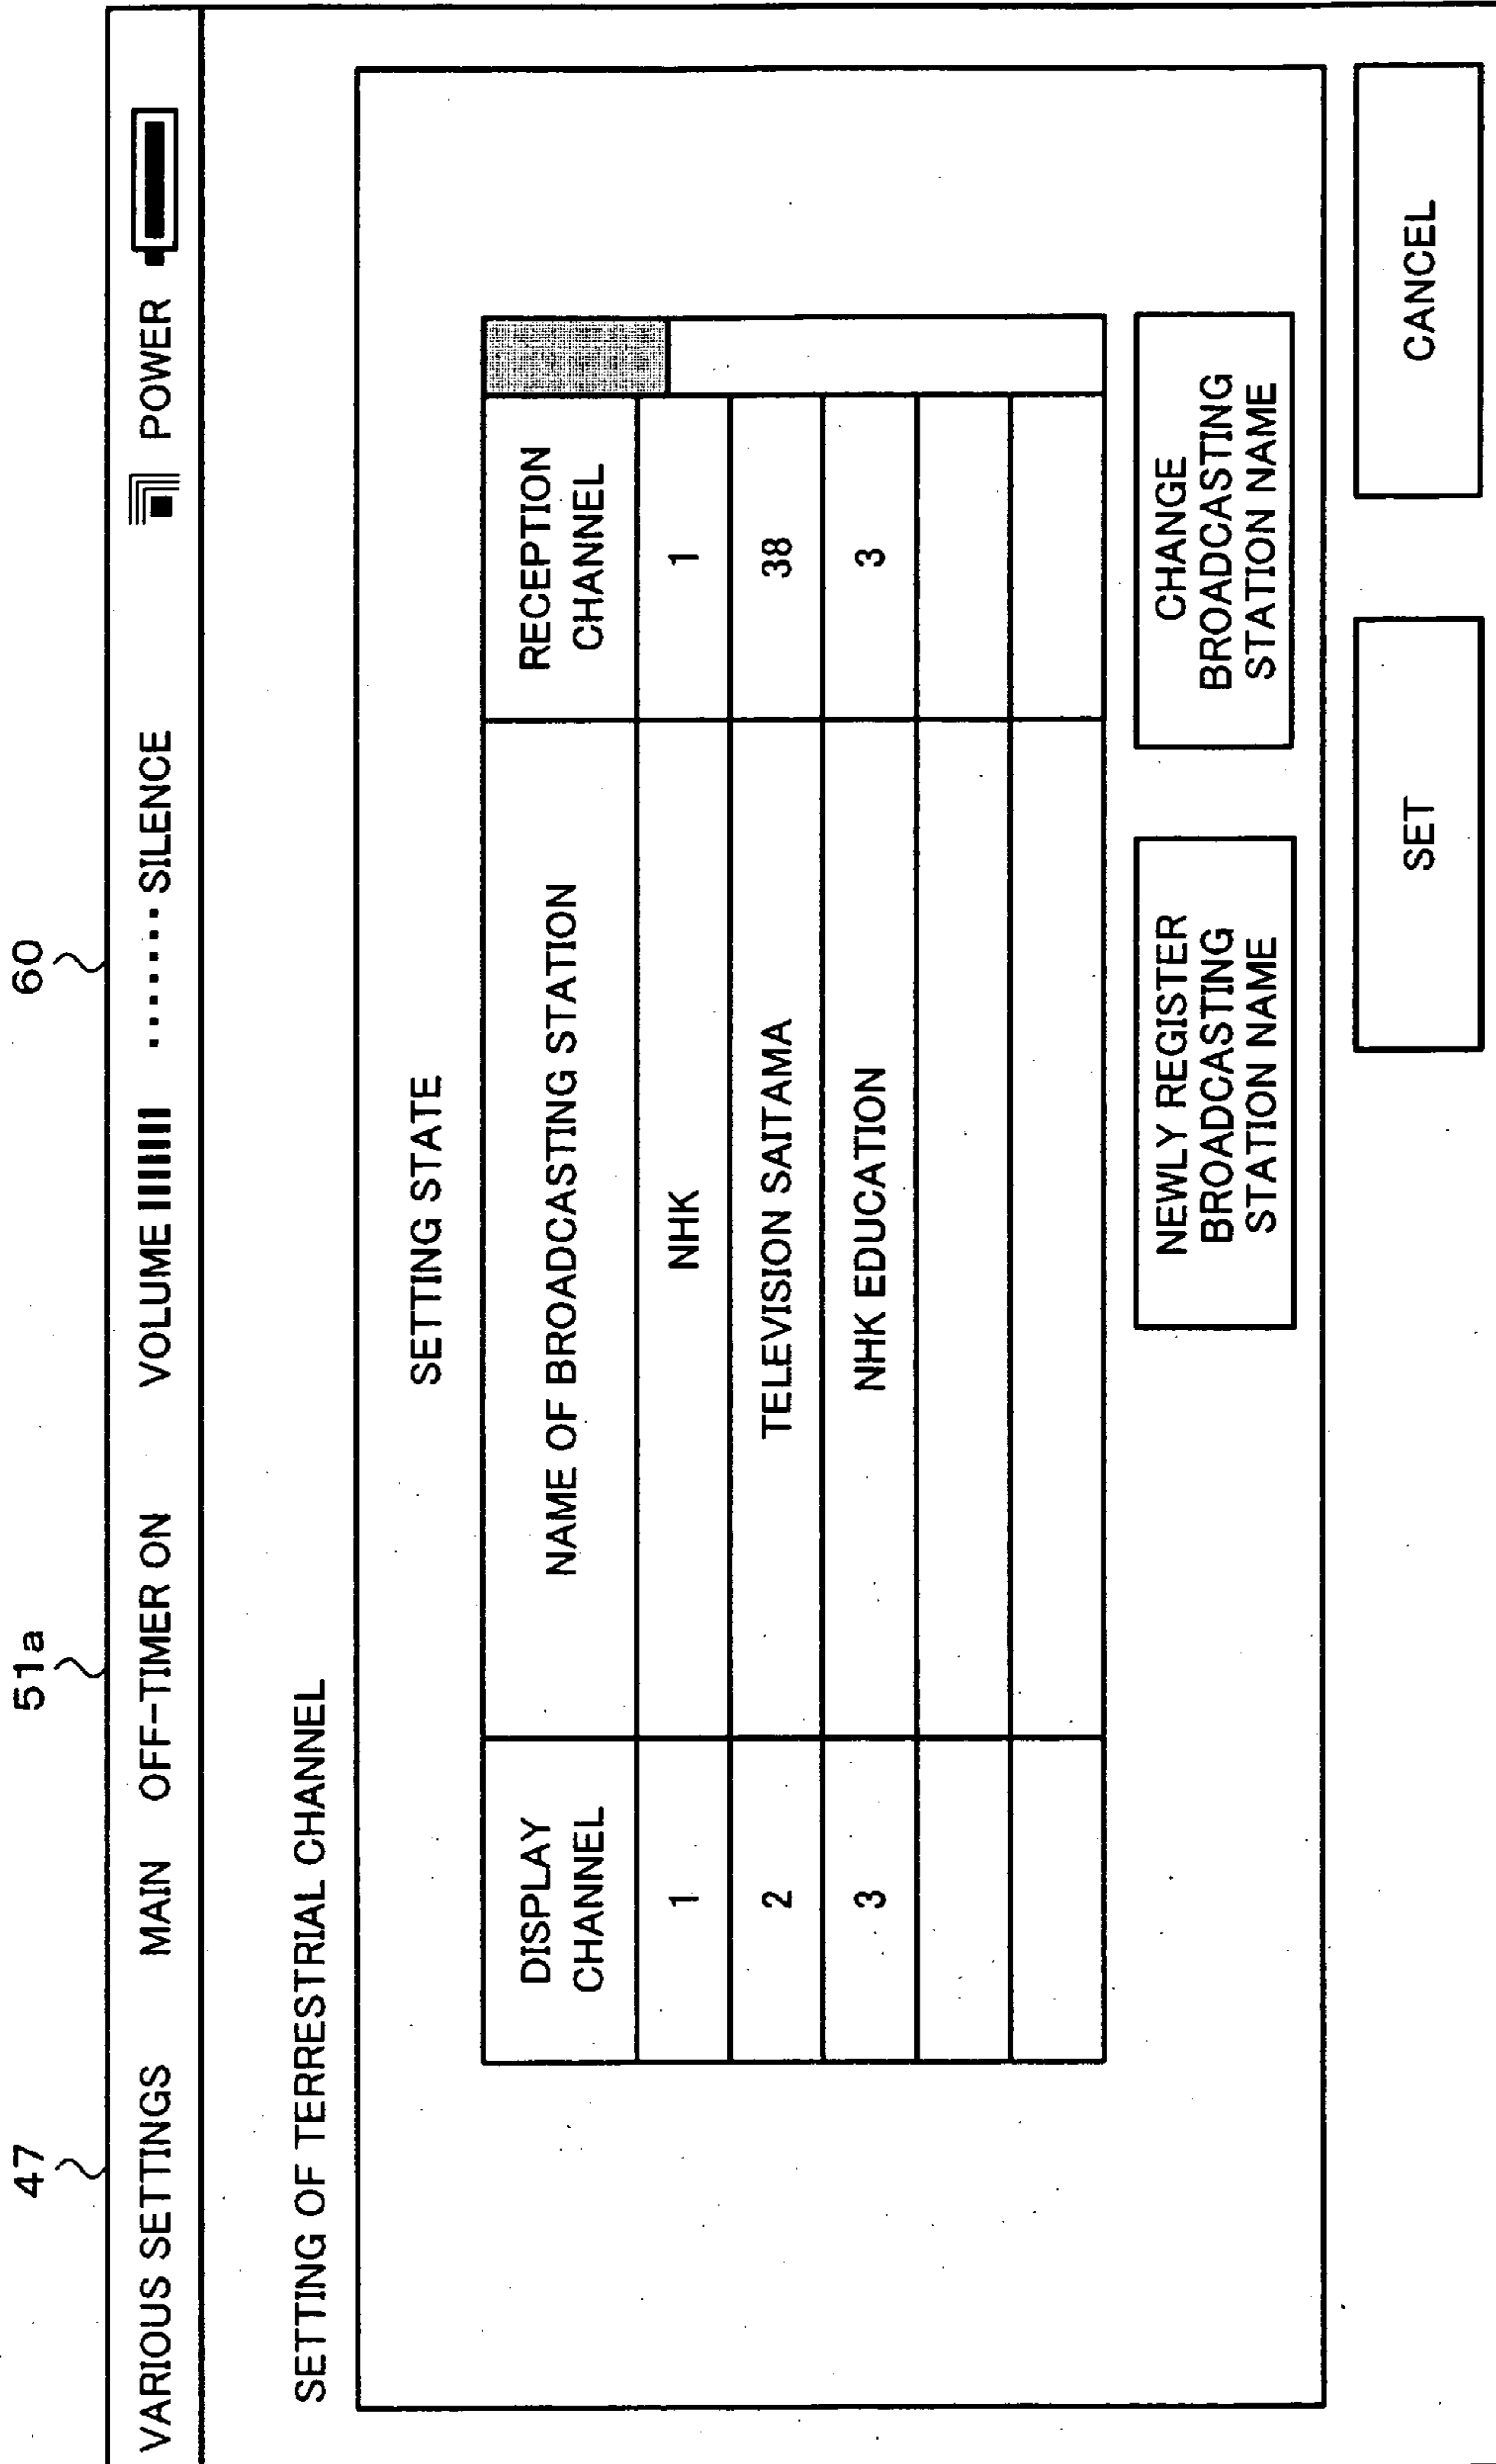 47 51a 60
VARIOUS SETTINGS MAIN OFF-TIMER ON VOLUME SILENCE POWER
SETTING OF TERRESTRIAL CHANNEL
SETTING STATE
DISPLAY
CHANNEL
NAME OF BROADCASTING STATION
RECEPTION
CHANNEL
1 NHK 1
2 TELEVISION SAITAMA 38
3 NHK EDUCATION 3
NEWLY REGISTER
BROADCASTING
STATION NAME
CHANGE
BROADCASTING
STATION NAME
SET CANCEL